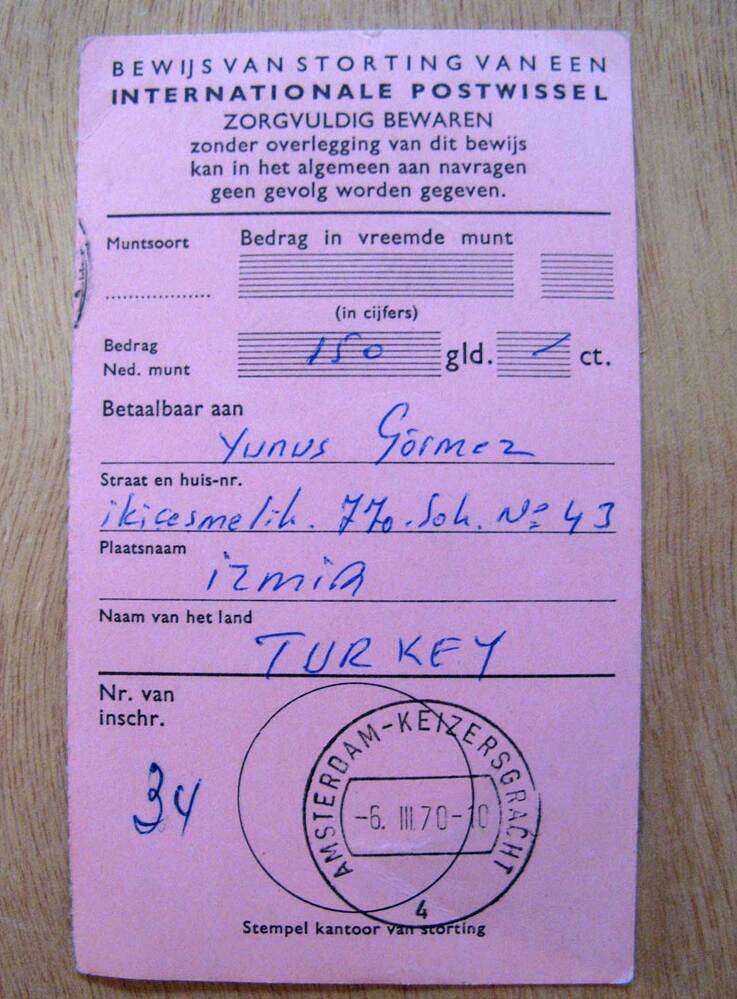 BEWIJS VAN STORTING VAN EEN
INTERNATIONALE POSTWISSEL
ZORGVULDIG BEWAREN
zonder overlegging van dit bewijs
kan in het algemeen aan navragen
geen gevolg worden gegeven.
Muntsoort Bedrag in vreemde munt
(in cijfers)
Bedrag
Ned. munt 150 gld. - ct.
Betaalbaar aan
Yunus Görmez
Straat en huis-nr.
ikicesmelik. 770. Sok. No= 43
Plaatsnaam
izmir
Naam van het land
TURKEY
Nr. van
inschr.
34
AMSTERDAM-KEIZERSGRACHT
-6. III.70-10
4
Stempel kantoor van storting